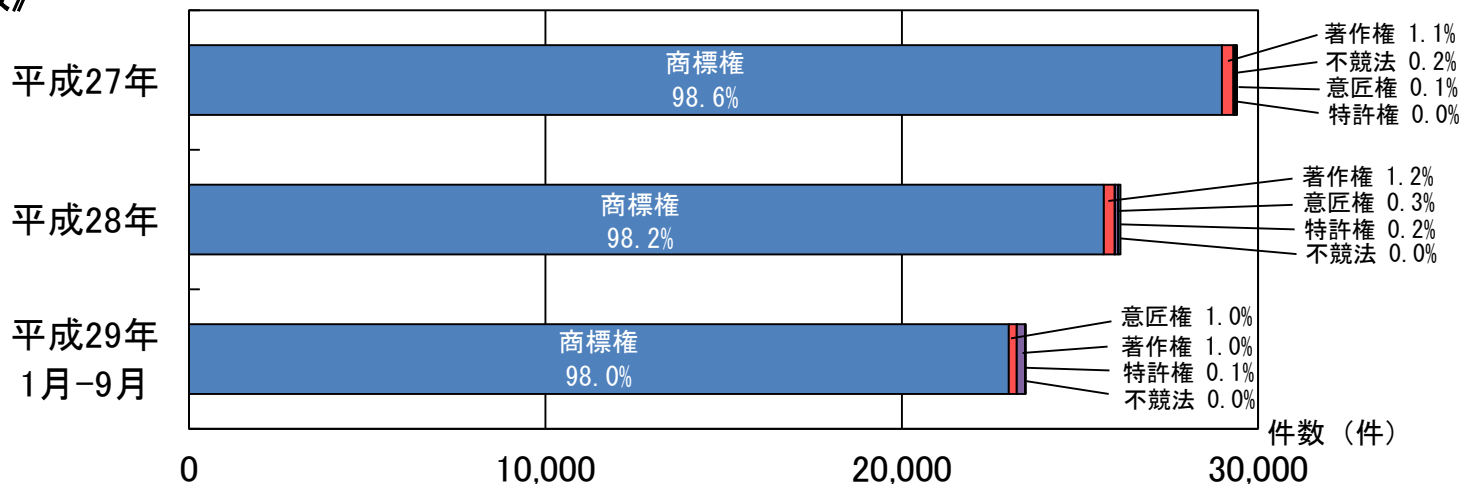 》
平成27年
商標権
98.6%
著作権 1.1%
不競法 0.2%
意匠権 0.1%
特許権 0.0%
平成28年
商標権
98.2%
著作権 1.2%
意匠権 0.3%
特許権 0.2%
不競法 0.0%
平成29年
1月-9月
商標権
98.0%
意匠権 1.0%
著作権 1.0%
特許権 0.1%
不競法 0.0%
件数（件）
0
10,000
20,000
30,000